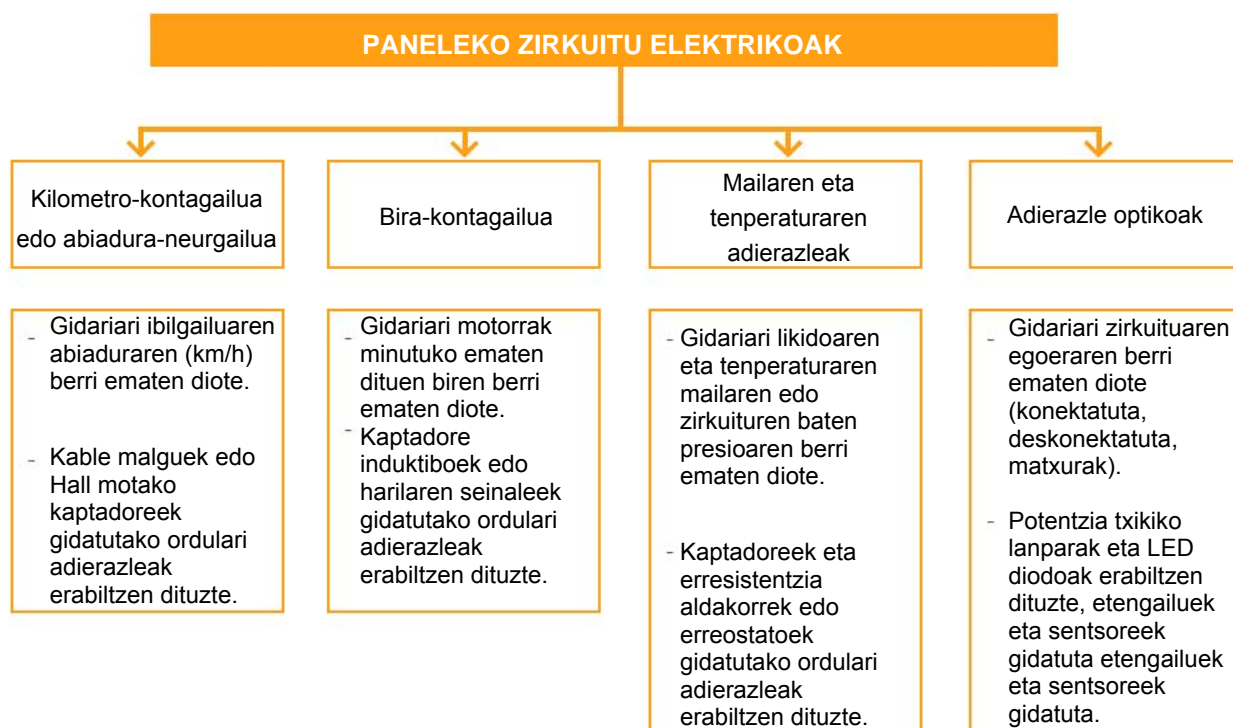 PANELEKO ZIRKUITU ELEKTRIKOAK
Kilometro-kontagailua
edo abiadura-neurgailua
Bira-kontagailua
Mailaren eta
tenperaturaren
adierazleak
Adierazle optikoak
- Gidariari ibilgailuaren
abiaduraren (km/h)
berri ematen diote.
- Kable malguek edo
Hall motako
kaptadoreek
gidatutako ordulari
adierazleak
erabiltzen dituzte.
- Gidariari motorrak
minutuko ematen
dituen biren berri
ematen diote.
- Kaptadore
induktiboek edo
harilaren seinaleek
gidatutako ordulari
adierazleak
erabiltzen dituzte.
- Gidariari likidoaren
eta tenperaturaren
mailaren edo
zirkuituren baten
presioaren berri
ematen diote.
- Kaptadoreek eta
erresistentzia
aldakorrek edo
erreostatoek
gidatutako ordulari
adierazleak
erabiltzen dituzte.
- Gidariari zirkuituaren
egoeraren berri
ematen diote
(konektatuta,
deskonektatuta,
matxurak).
- Potentzia txikiko
lanparak eta LED
diodoak erabiltzen
dituzte, etengailuek
eta sentsoreek
gidatuta etengailuek
eta sentsoreek
gidatuta.